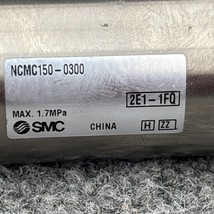 NCMC150-0300
2E1-1FQ
MAX. 1.7MPa
SMC CHINA H ZZ